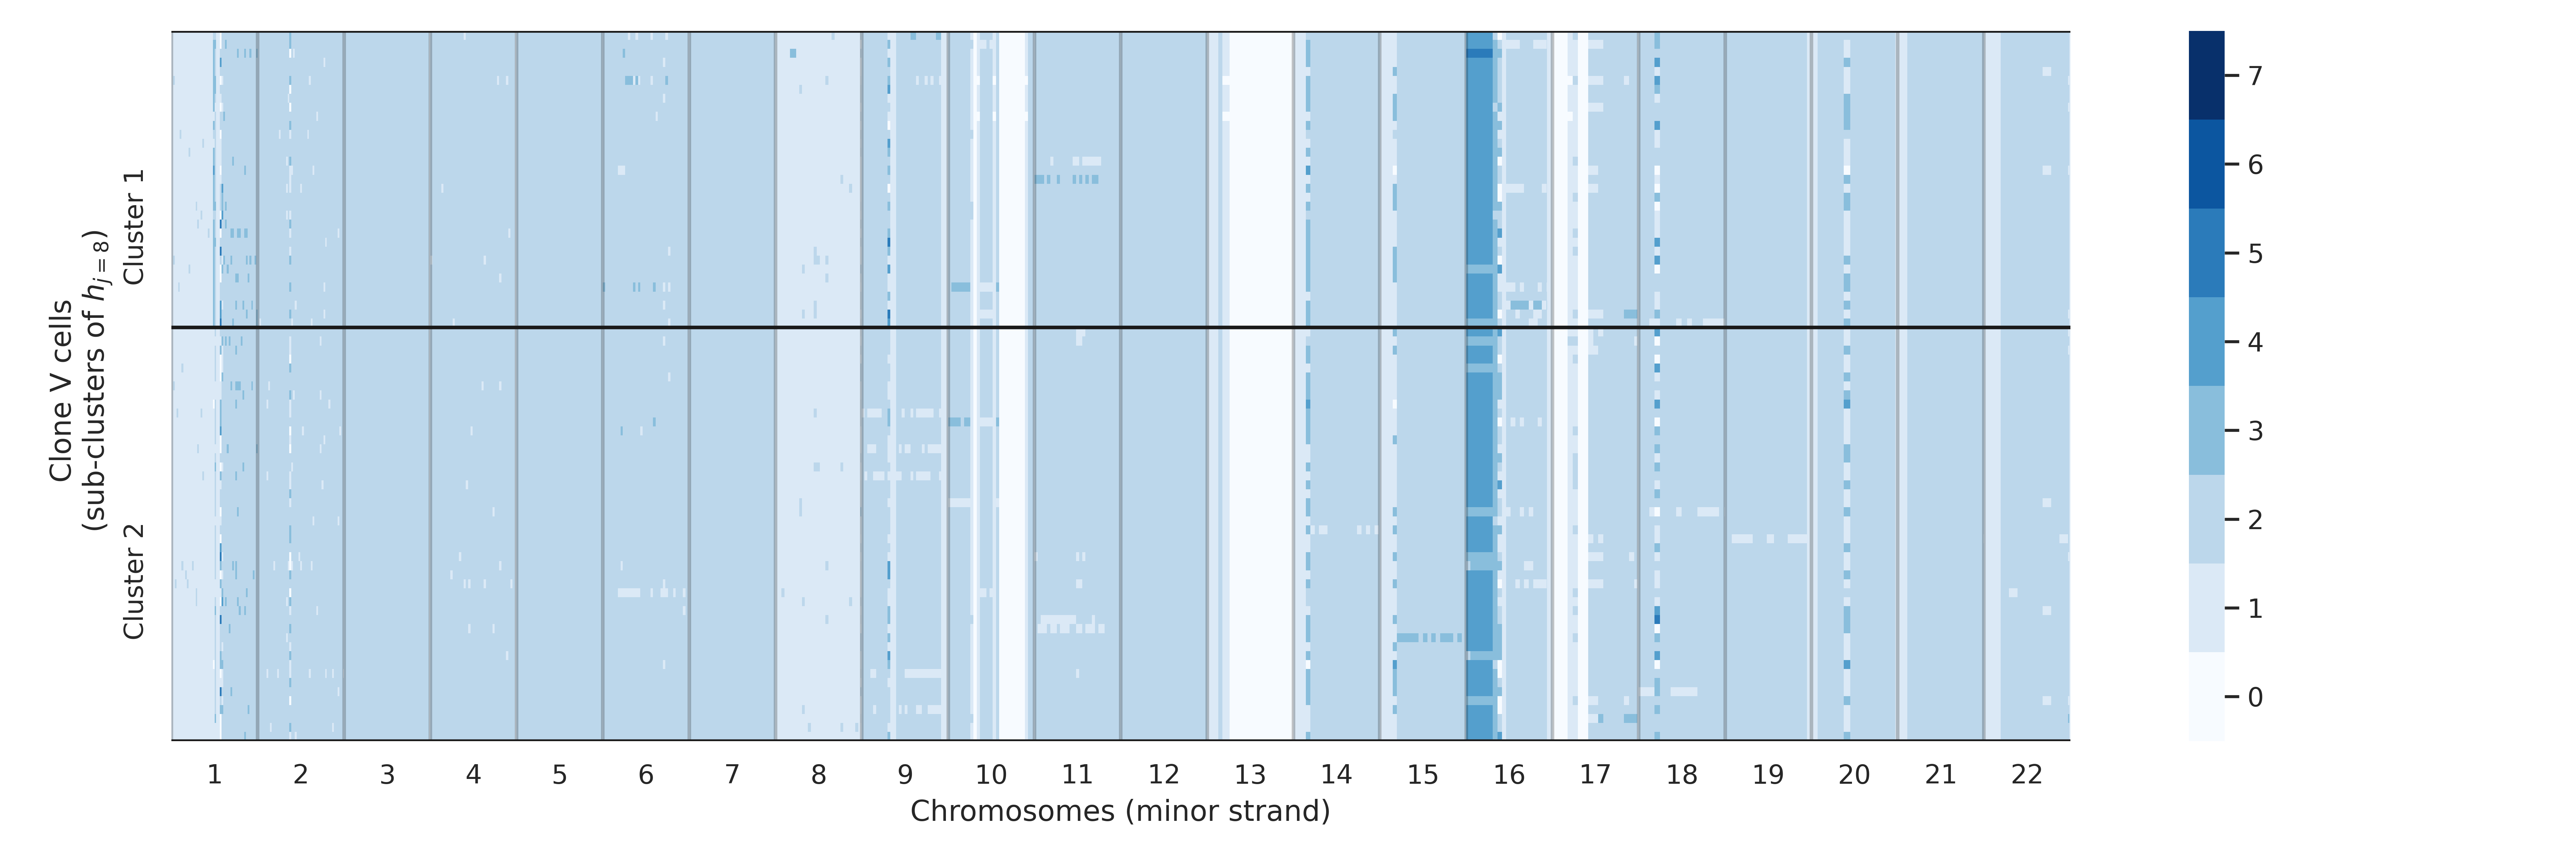 Clone V cells
(sub-clusters of h_{j=8})
Cluster 1
Cluster 2
1 2 3 4 5 6 7 8 9 10 11 12 13 14 15 16 17 18 19 20 21 22
Chromosomes (minor strand)
7
6
5
4
3
2
1
0